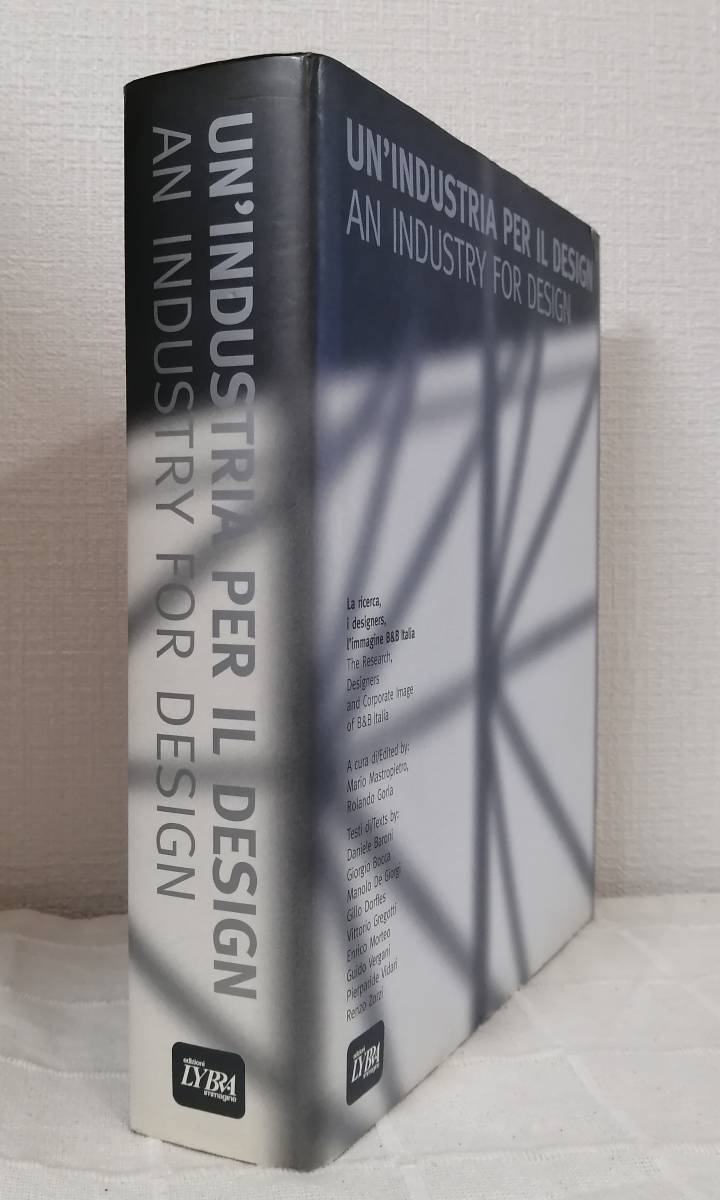 UN'INDUSTRIA PER IL DESIGN
AN INDUSTRY FOR DESIGN
edizioni
LYBRA
immagine
UN'INDUSTRIA PER IL DESIGN
AN INDUSTRY FOR DESIGN
La ricerca,
i designers,
l'immagine B&B Italia
The Research,
Designers
and Corporate Image
of B&B Italia
A cura di/Edited by:
Mario Mastropietro,
Rolando Gorla
Testi di/Texts by:
Daniele Baroni
Giorgio Bocca
Manolo De Giorgi
Gillo Dorfles
Vittorio Gregotti
Enrico Morteo
Guido Vergani
Pierparide Vidari
Renzo Zorzi
edizioni
LYBRA
immagine